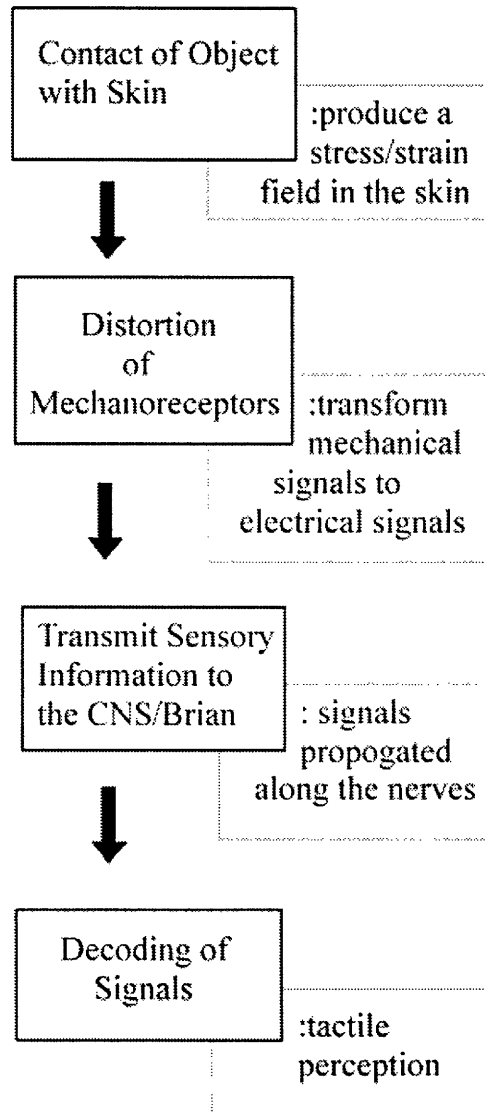 Contact of Object
with Skin
:produce a
stress/strain
field in the skin
Distortion
of
Mechanoreceptors
:transform
mechanical
signals to
electrical signals
Transmit Sensory
Information to
the CNS/Brian
: signals
propogated
along the nerves
Decoding of
Signals
:tactile
perception